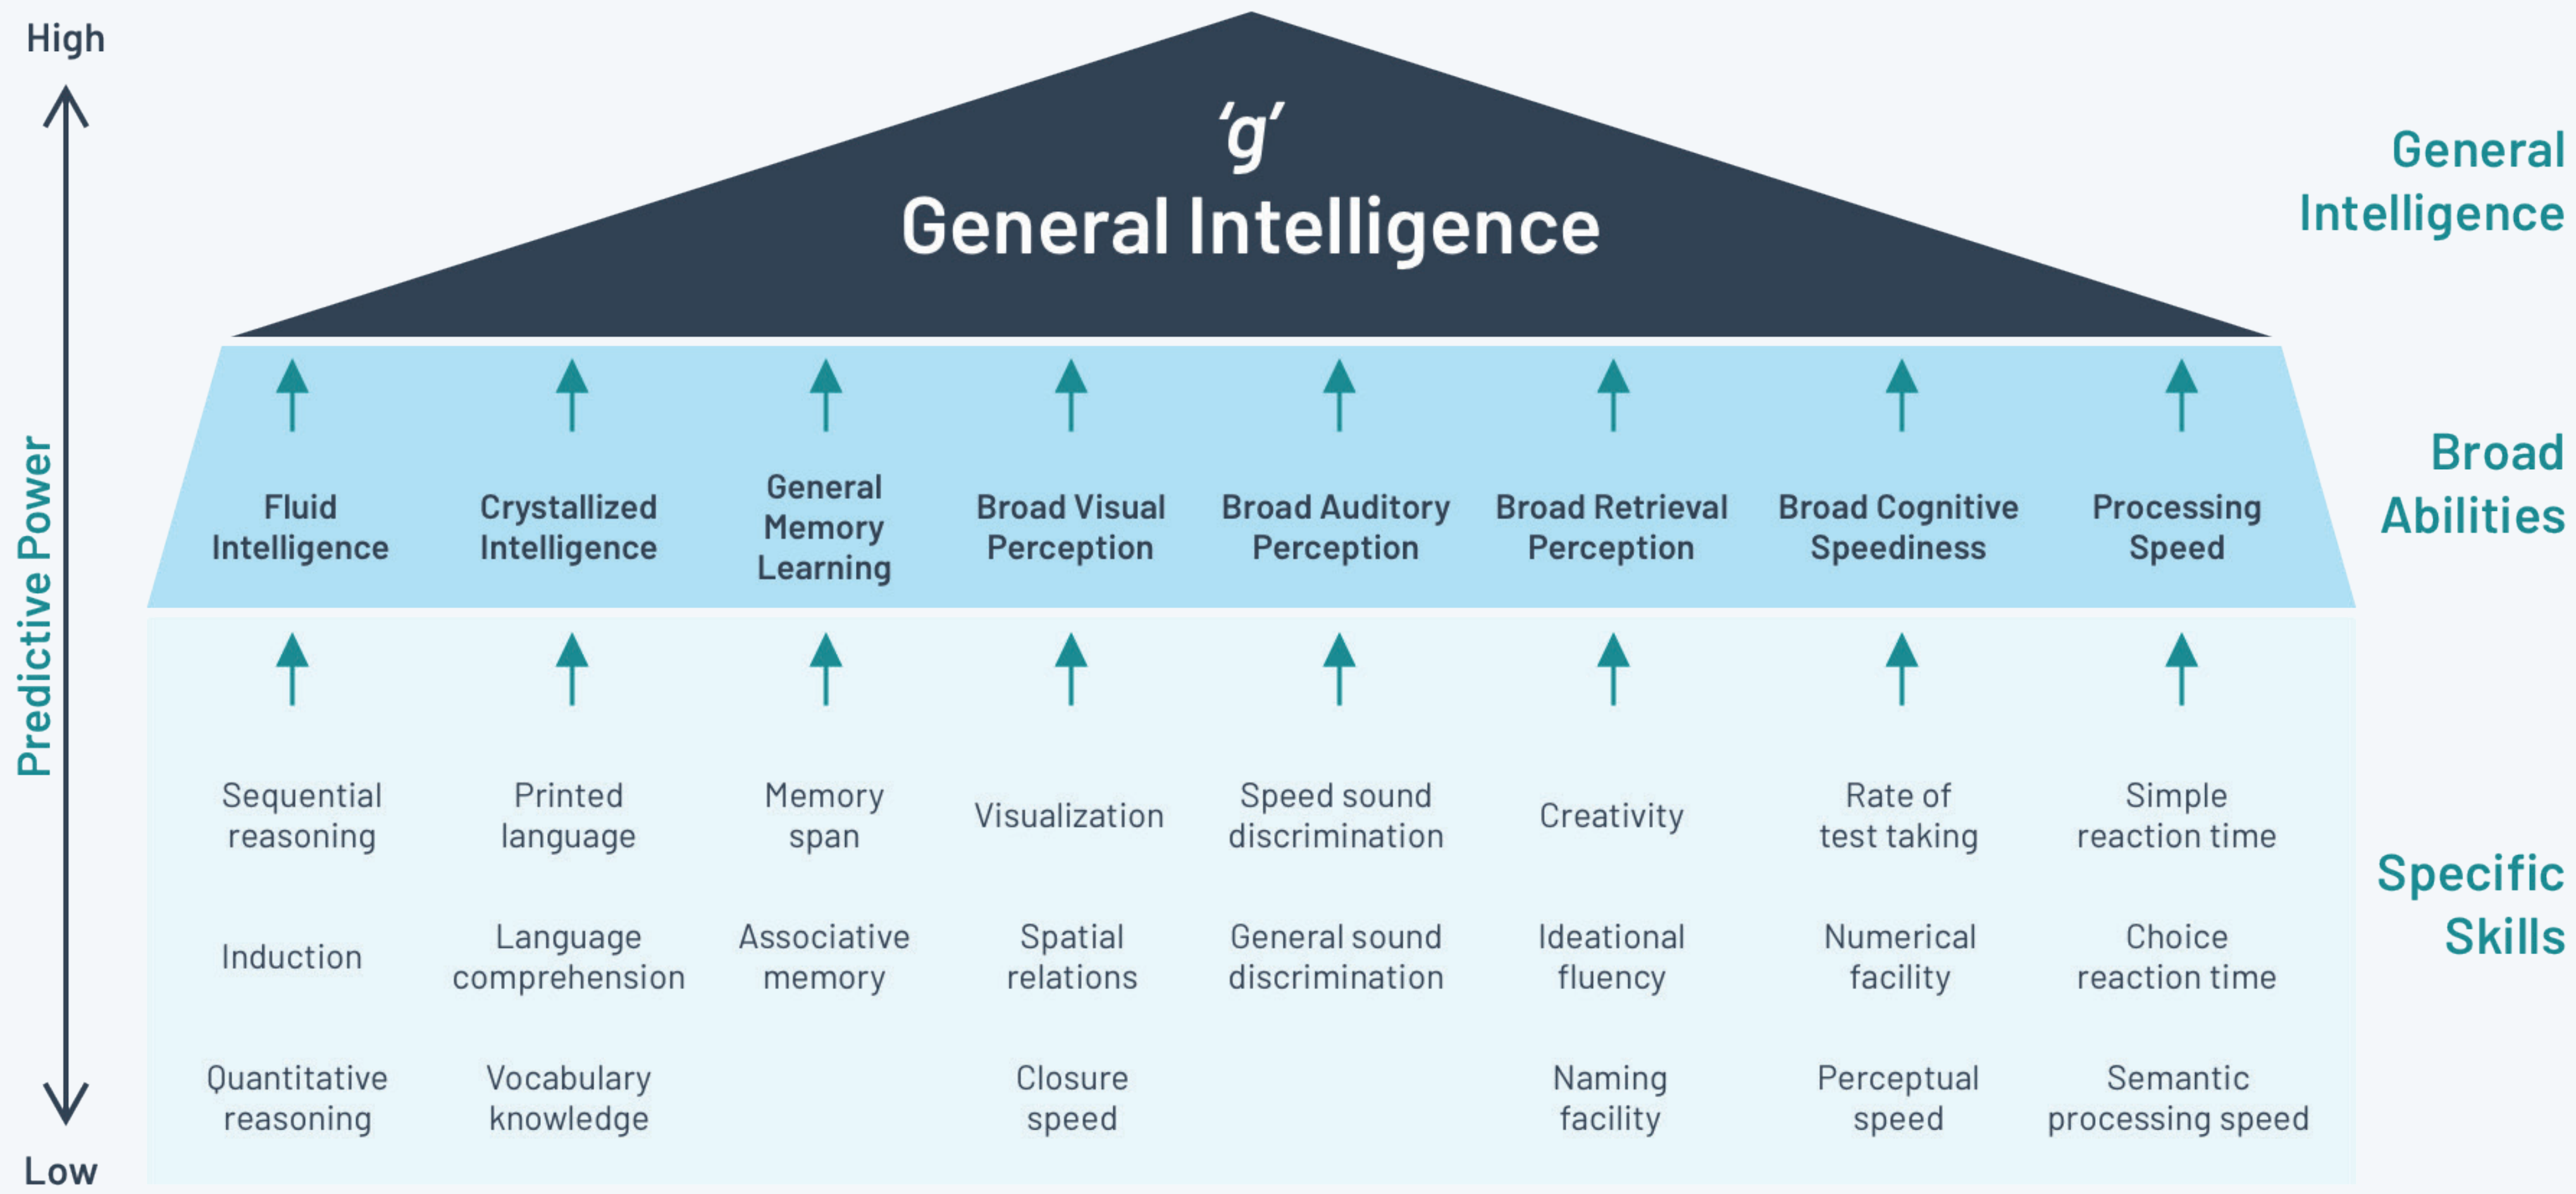 High
'g'
General Intelligence
General
Intelligence
Predictive Power
Fluid
Intelligence
Crystallized
Intelligence
General
Memory
Learning
Broad Visual
Perception
Broad Auditory
Perception
Broad Retrieval
Perception
Broad Cognitive
Speediness
Processing
Speed
Broad
Abilities
Sequential
reasoning
Printed
language
Memory
span
Visualization
Speed sound
discrimination
Creativity
Rate of
test taking
Simple
reaction time
Induction
Language
comprehension
Associative
memory
Spatial
relations
General sound
discrimination
Ideational
fluency
Numerical
facility
Choice
reaction time
Specific
Skills
Quantitative
reasoning
Vocabulary
knowledge
Closure
speed
Naming
facility
Perceptual
speed
Semantic
processing speed
Low